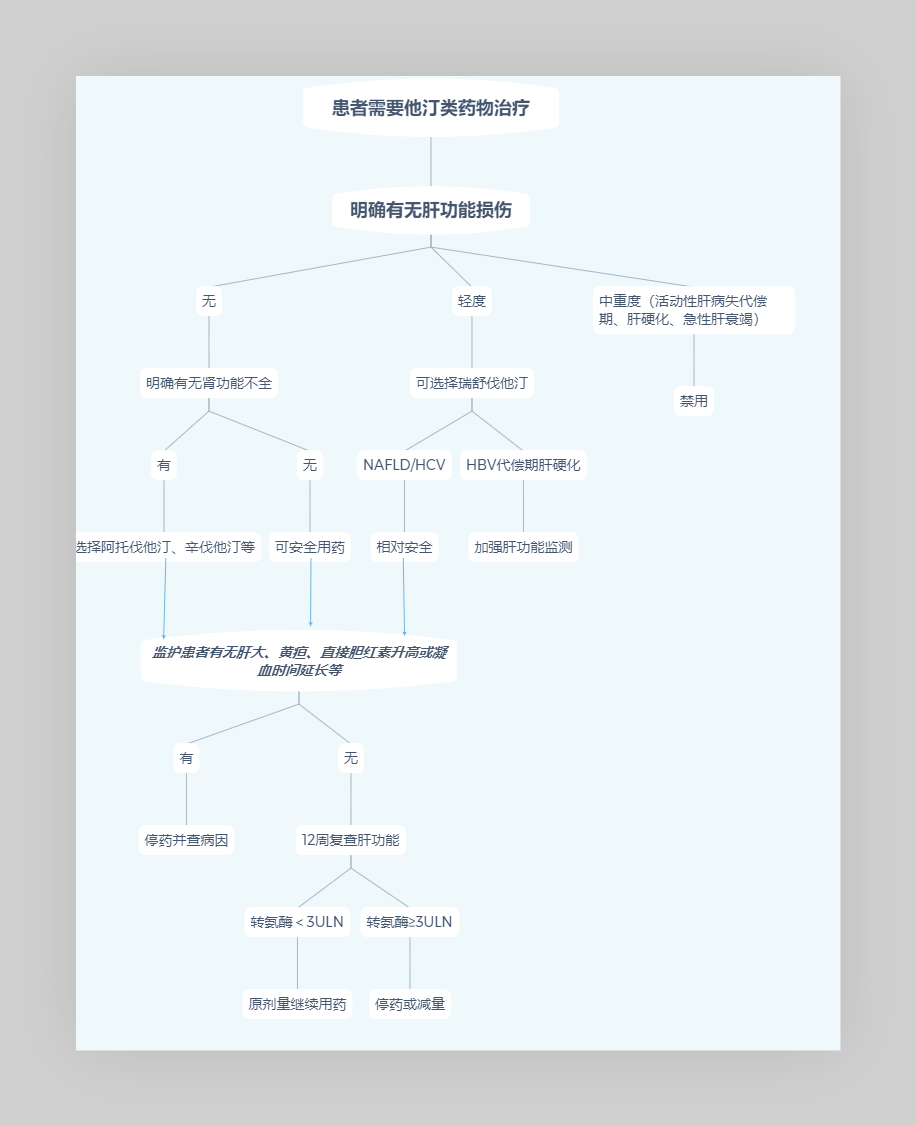 患者需要他汀类药物治疗
明确有无肝功能损伤
无
轻度
中重度（活动性肝病失代偿
期、肝硬化、急性肝衰竭）
明确有无肾功能不全
可选择瑞舒伐他汀
禁用
有
无
NAFLD/HCV
HBV代偿期肝硬化
选择阿托伐他汀、辛伐他汀等
可安全用药
相对安全
加强肝功能监测
监护患者有无肝大、黄疸、直接胆红素升高或凝
血时间延长等
有
无
停药并查病因
12周复查肝功能
转氨酶＜3ULN
转氨酶≥3ULN
原剂量继续用药
停药或减量